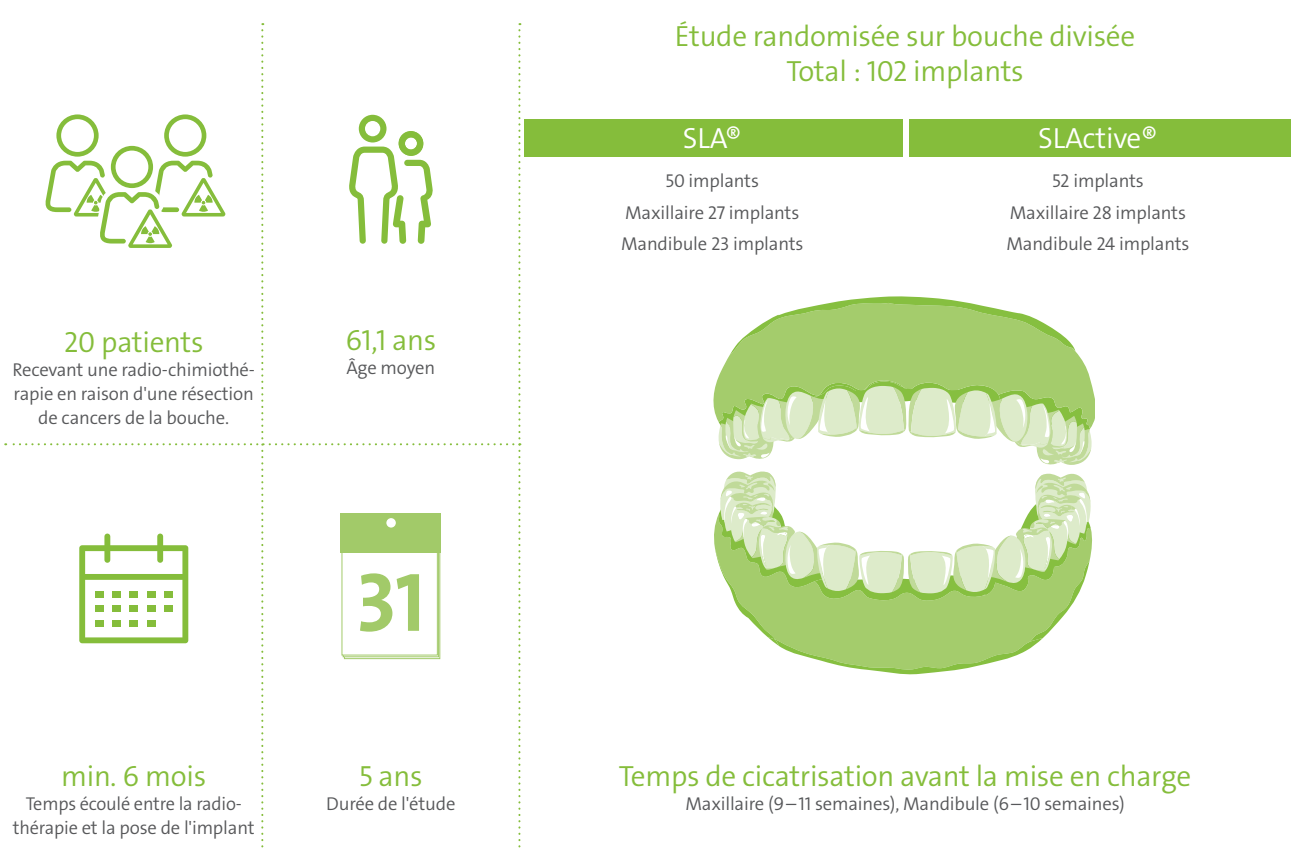 Étude randomisée sur bouche divisée
Total : 102 implants
SLA®
SLActive®
50 implants
Maxillaire 27 implants
Mandibule 23 implants
52 implants
Maxillaire 28 implants
Mandibule 24 implants
20 patients
Recevant une radio-chimiothé-
rapie en raison d'une résection
de cancers de la bouche.
61,1 ans
Âge moyen
31
min. 6 mois
Temps écoulé entre la radio-
thérapie et la pose de l'implant
5 ans
Durée de l'étude
Temps de cicatrisation avant la mise en charge
Maxillaire (9–11 semaines), Mandibule (6–10 semaines)